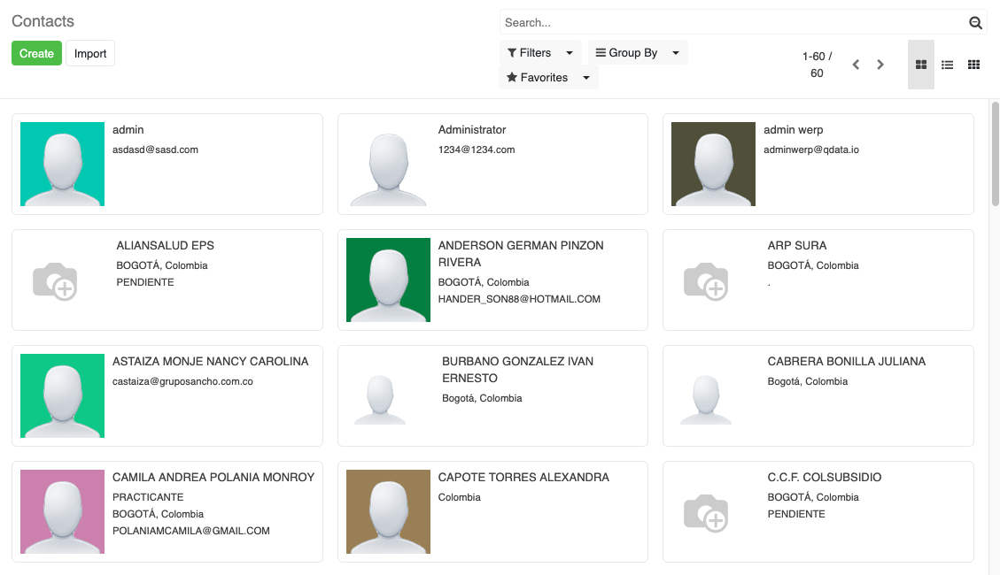 Contacts
Search...
Create
Import
Filters
Group By
Favorites
1-60 /
60
admin
asdasd@sasd.com
Administrator
1234@1234.com
admin werp
adminwerp@qdata.io
ALIANSALUD EPS
BOGOTÁ, Colombia
PENDIENTE
ANDERSON GERMAN PINZON
RIVERA
BOGOTÁ, Colombia
HANDER_SON88@HOTMAIL.COM
ARP SURA
BOGOTÁ, Colombia
.
ASTAIZA MONJE NANCY CAROLINA
castaiza@gruposancho.com.co
BURBANO GONZALEZ IVAN
ERNESTO
Bogotá, Colombia
CABRERA BONILLA JULIANA
Bogotá, Colombia
CAMILA ANDREA POLANIA MONROY
PRACTICANTE
BOGOTÁ, Colombia
POLANIAMCAMILA@GMAIL.COM
CAPOTE TORRES ALEXANDRA
Colombia
C.C.F. COLSUBSIDIO
BOGOTÁ, Colombia
PENDIENTE